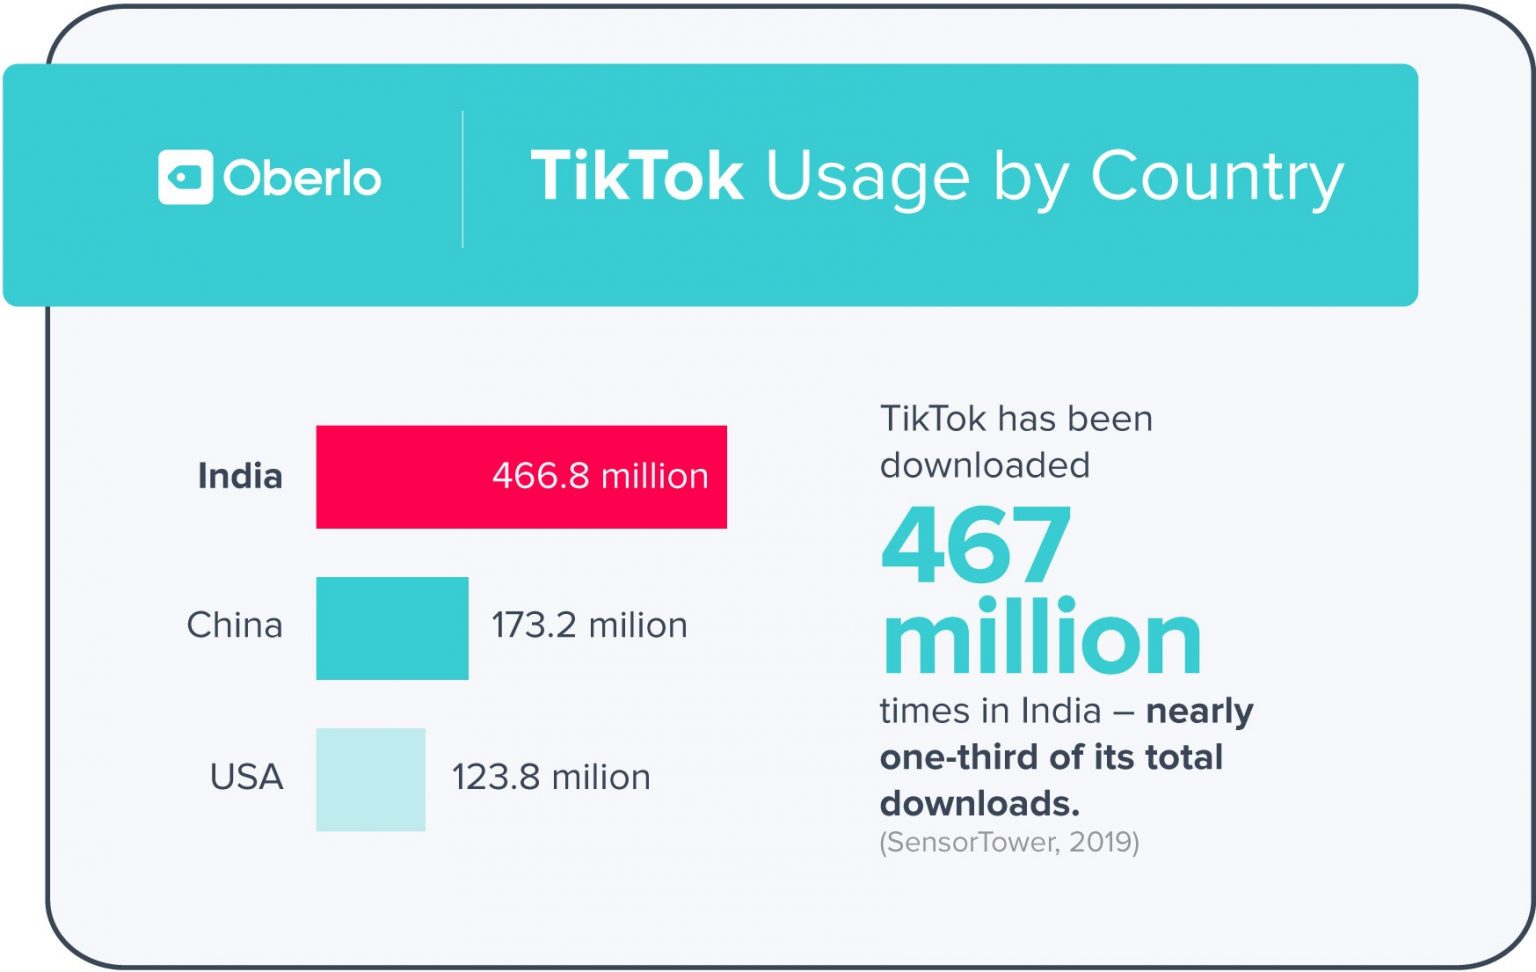 Oberlo
TikTok Usage by Country
India
466.8 million
China
173.2 milion
USA
123.8 milion
TikTok has been
downloaded
467
million
times in India – nearly
one-third of its total
downloads.
(SensorTower, 2019)